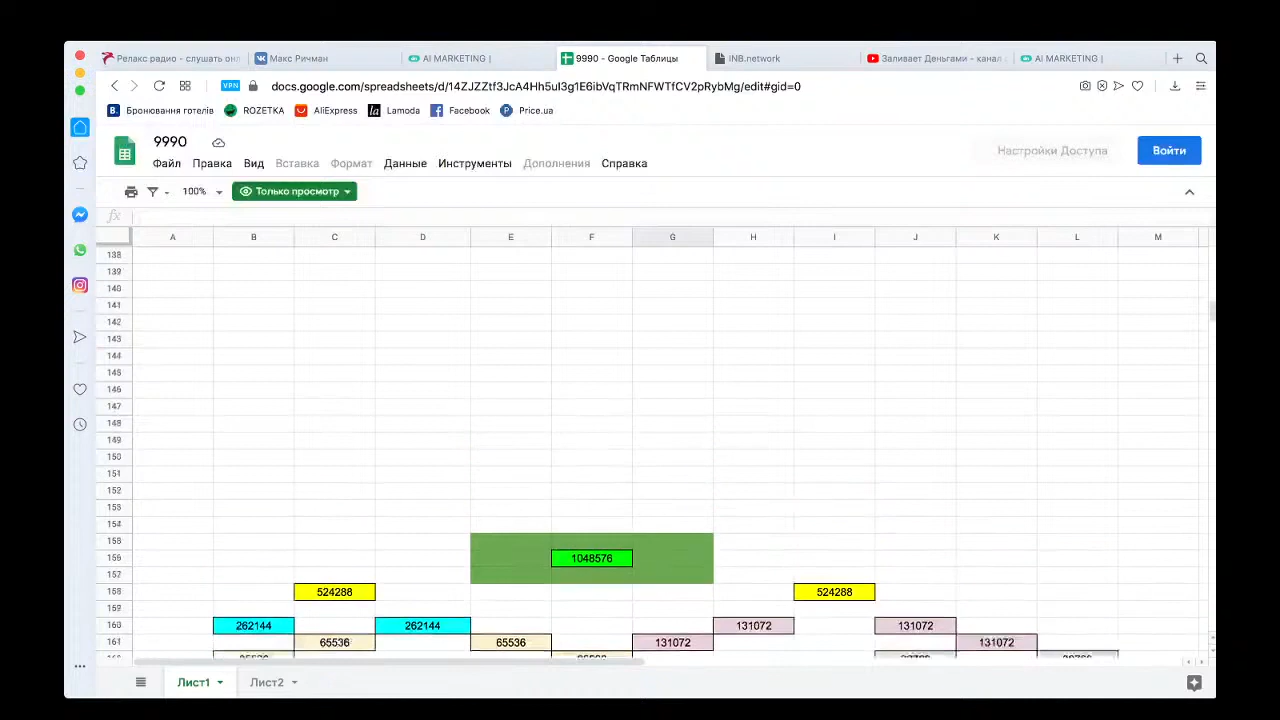 Релакс радио - слушать онл
Макс Ричман
AI MARKETING |
9990 - Google Таблицы
INB.network
Заливает Деньгами - канал
AI MARKETING |
VPN
docs.google.com/spreadsheets/d/14ZJZZtf3JcA4Hh5uI3g1E6ibVqTRmNFWTfCV2pRybMg/edit#gid=0
Бронювання готелів
ROZETKA
AliExpress
Lamoda
Facebook
Price.ua
9990
Файл Правка Вид Вставка Формат Данные Инструменты Дополнения Справка
Настройки Доступа
Войти
100%
Только просмотр
fx
A B C D E F G H I J K L M
138
139
140
141
142
143
144
145
146
147
148
149
150
151
152
153
154
155
156 1048576
157
158 524288 524288
159
160 262144 262144 131072 131072
161 65536 65536 131072 131072
Лист1
Лист2